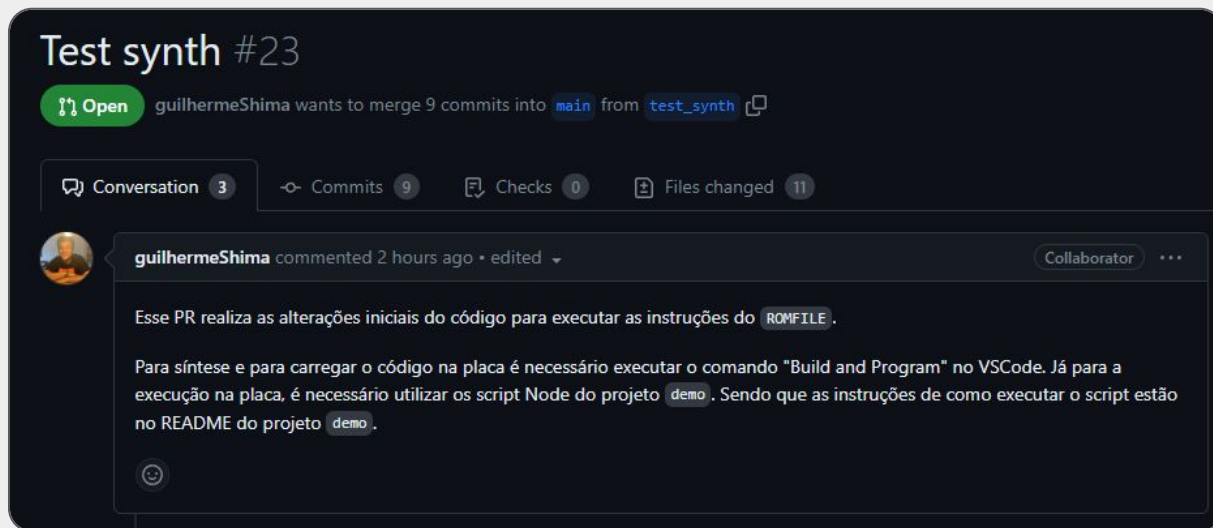 Test synth #23
Open guilhermeShima wants to merge 9 commits into main from test_synth
Conversation 3 Commits 9 Checks 0 Files changed 11
guilhermeShima commented 2 hours ago • edited Collaborator ···
Esse PR realiza as alterações iniciais do código para executar as instruções do ROMFILE.
Para síntese e para carregar o código na placa é necessário executar o comando "Build and Program" no VSCode. Já para a
execução na placa, é necessário utilizar os script Node do projeto demo. Sendo que as instruções de como executar o script estão
no README do projeto demo.